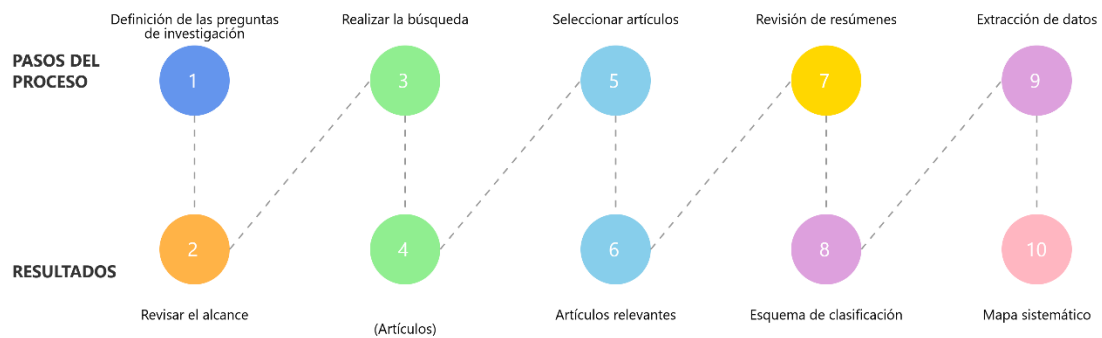 Definición de las preguntas
de investigación
Realizar la búsqueda
Seleccionar artículos
Revisión de resúmenes
Extracción de datos
PASOS DEL
PROCESO
1
3
5
7
9
2
4
6
8
10
RESULTADOS
Revisar el alcance
(Artículos)
Artículos relevantes
Esquema de clasificación
Mapa sistemático